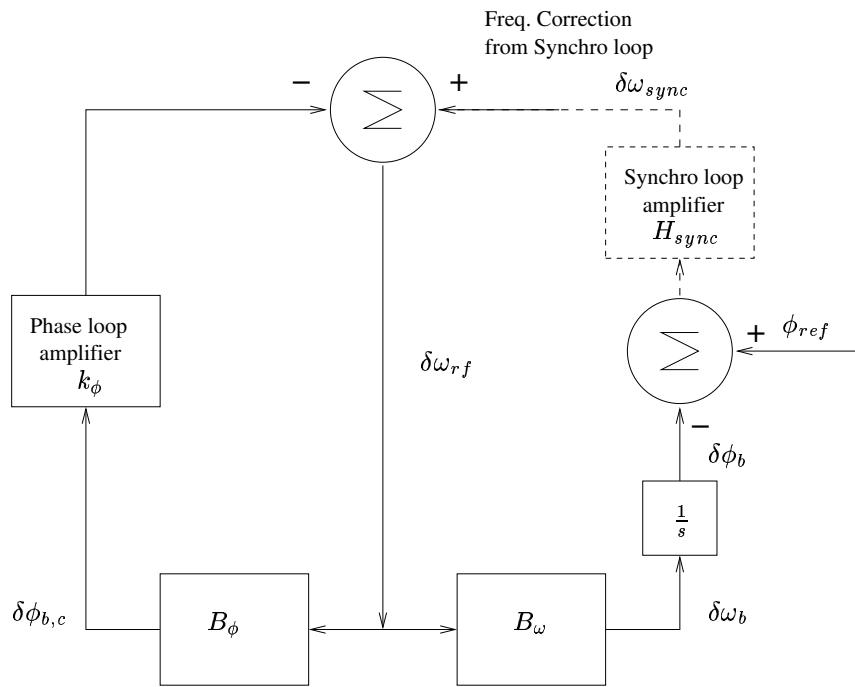 Freq. Correction
from Synchro loop
− + δω_sync
∑
Synchro loop
amplifier
H_sync
Phase loop
amplifier
k_ϕ
δω_rf
∑
+ ϕ_ref
−
δϕ_b
1/s
δϕ_b,c
B_ϕ
B_ω
δω_b